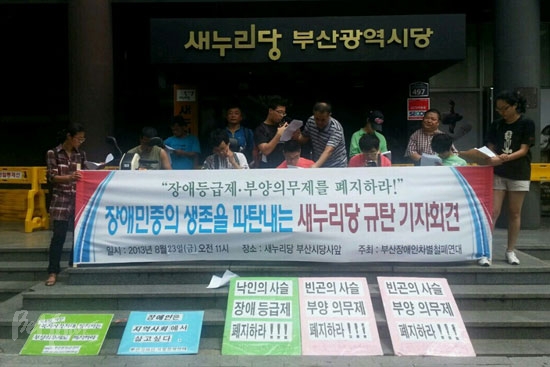 새누리당 부산광역시당
497
"장애등급제, 부양의무제를 폐지하라!"
장애민중의 생존을 파탄내는 새누리당 규탄 기자회견
일시 : 2013년 8월 23일(금) 오전 11시 장소 : 새누리당 부산시당사앞 주최 : 부산장애인차별철폐연대
낙인의 사슬
장애 등급제
폐지하라!!!
빈곤의 사슬
부양 의무제
폐지하라!!!
빈곤의 사슬
부양 의무제
폐지하라!!!
장애인은
지역사회에서
살고싶다